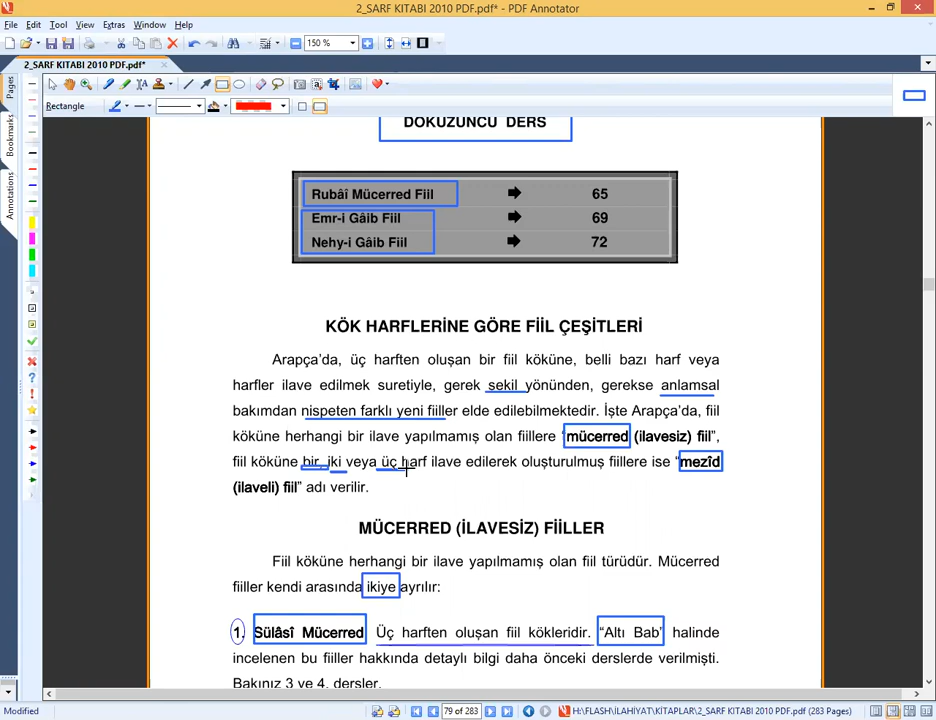 2_SARF KITABI 2010 PDF.pdf* - PDF Annotator
File Edit Tool View Extras Window Help
150 %
2_SARF KITABI 2010 PDF.pdf*
Rectangle
Pages
Bookmarks
Annotations
DOKUZUNCU DERS
Rubâî Mücerred Fiil 65
Emr-i Gâib Fiil 69
Nehy-i Gâib Fiil 72
KÖK HARFLERİNE GÖRE FİİL ÇEŞİTLERİ
Arapça’da, üç harften oluşan bir fiil köküne, belli bazı harf veya
harfler ilave edilmek suretiyle, gerek sekil yönünden, gerekse anlamsal
bakımdan nispeten farklı yeni fiiller elde edilebilmektedir. İşte Arapça’da, fiil
köküne herhangi bir ilave yapılmamış olan fiillere “mücerred (ilavesiz) fiil”,
fiil köküne bir, iki veya üç harf ilave edilerek oluşturulmuş fiillere ise “mezîd
(ilaveli) fiil” adı verilir.
MÜCERRED (İLAVESİZ) FİİLLER
Fiil köküne herhangi bir ilave yapılmamış olan fiil türüdür. Mücerred
fiiller kendi arasında ikiye ayrılır:
1. Sülâsî Mücerred Üç harften oluşan fiil kökleridir. “Altı Bab” halinde
incelenen bu fiiller hakkında detaylı bilgi daha önceki derslerde verilmişti.
Bakınız 3 ve 4. dersler.
Modified 79 of 283 H:\FLASH\İLAHİYAT\KITAPLAR\2_SARF KITABI 2010 PDF.pdf (283 Pages)